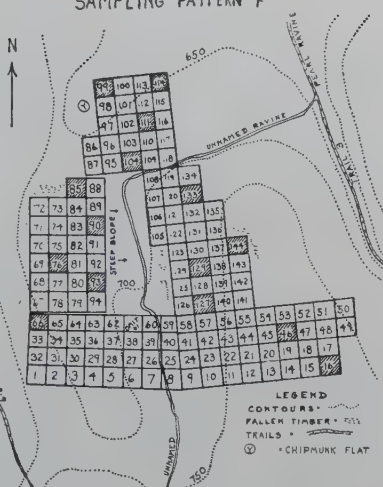 SAMPLING PATTERN F
N
650
PEARL RAVINE
TRAIL
UNNAMED RAVINE
99 100 113 114
Y 98 101 112 115
97 102 111 116
86 96 103 110 117
87 95 104 109 118
108 119 134
107 120 133
106 121 132 135
105 122 131 136
123 130 137 144
124 129 138 143
125 128 139 142
126 127 140 141
85 88
72 73 84 89
71 74 83 90
70 75 82 91
69 76 81 92
68 77 80 93
67 78 79 94
STEEP SLOPE
700
66 65 64 63 62 61 60 59 58 57 56 55 54 53 52 51 50
33 34 35 36 37 38 39 40 41 42 43 44 45 46 47 48 49
32 31 30 29 28 27 26 25 24 23 22 21 20 19 18 17
1 2 3 4 5 6 7 8 9 10 11 12 13 14 15 16
UNNAMED
750
LEGEND
CONTOURS -
FALLEN TIMBER -
TRAILS -
Y - CHIPMUNK FLAT